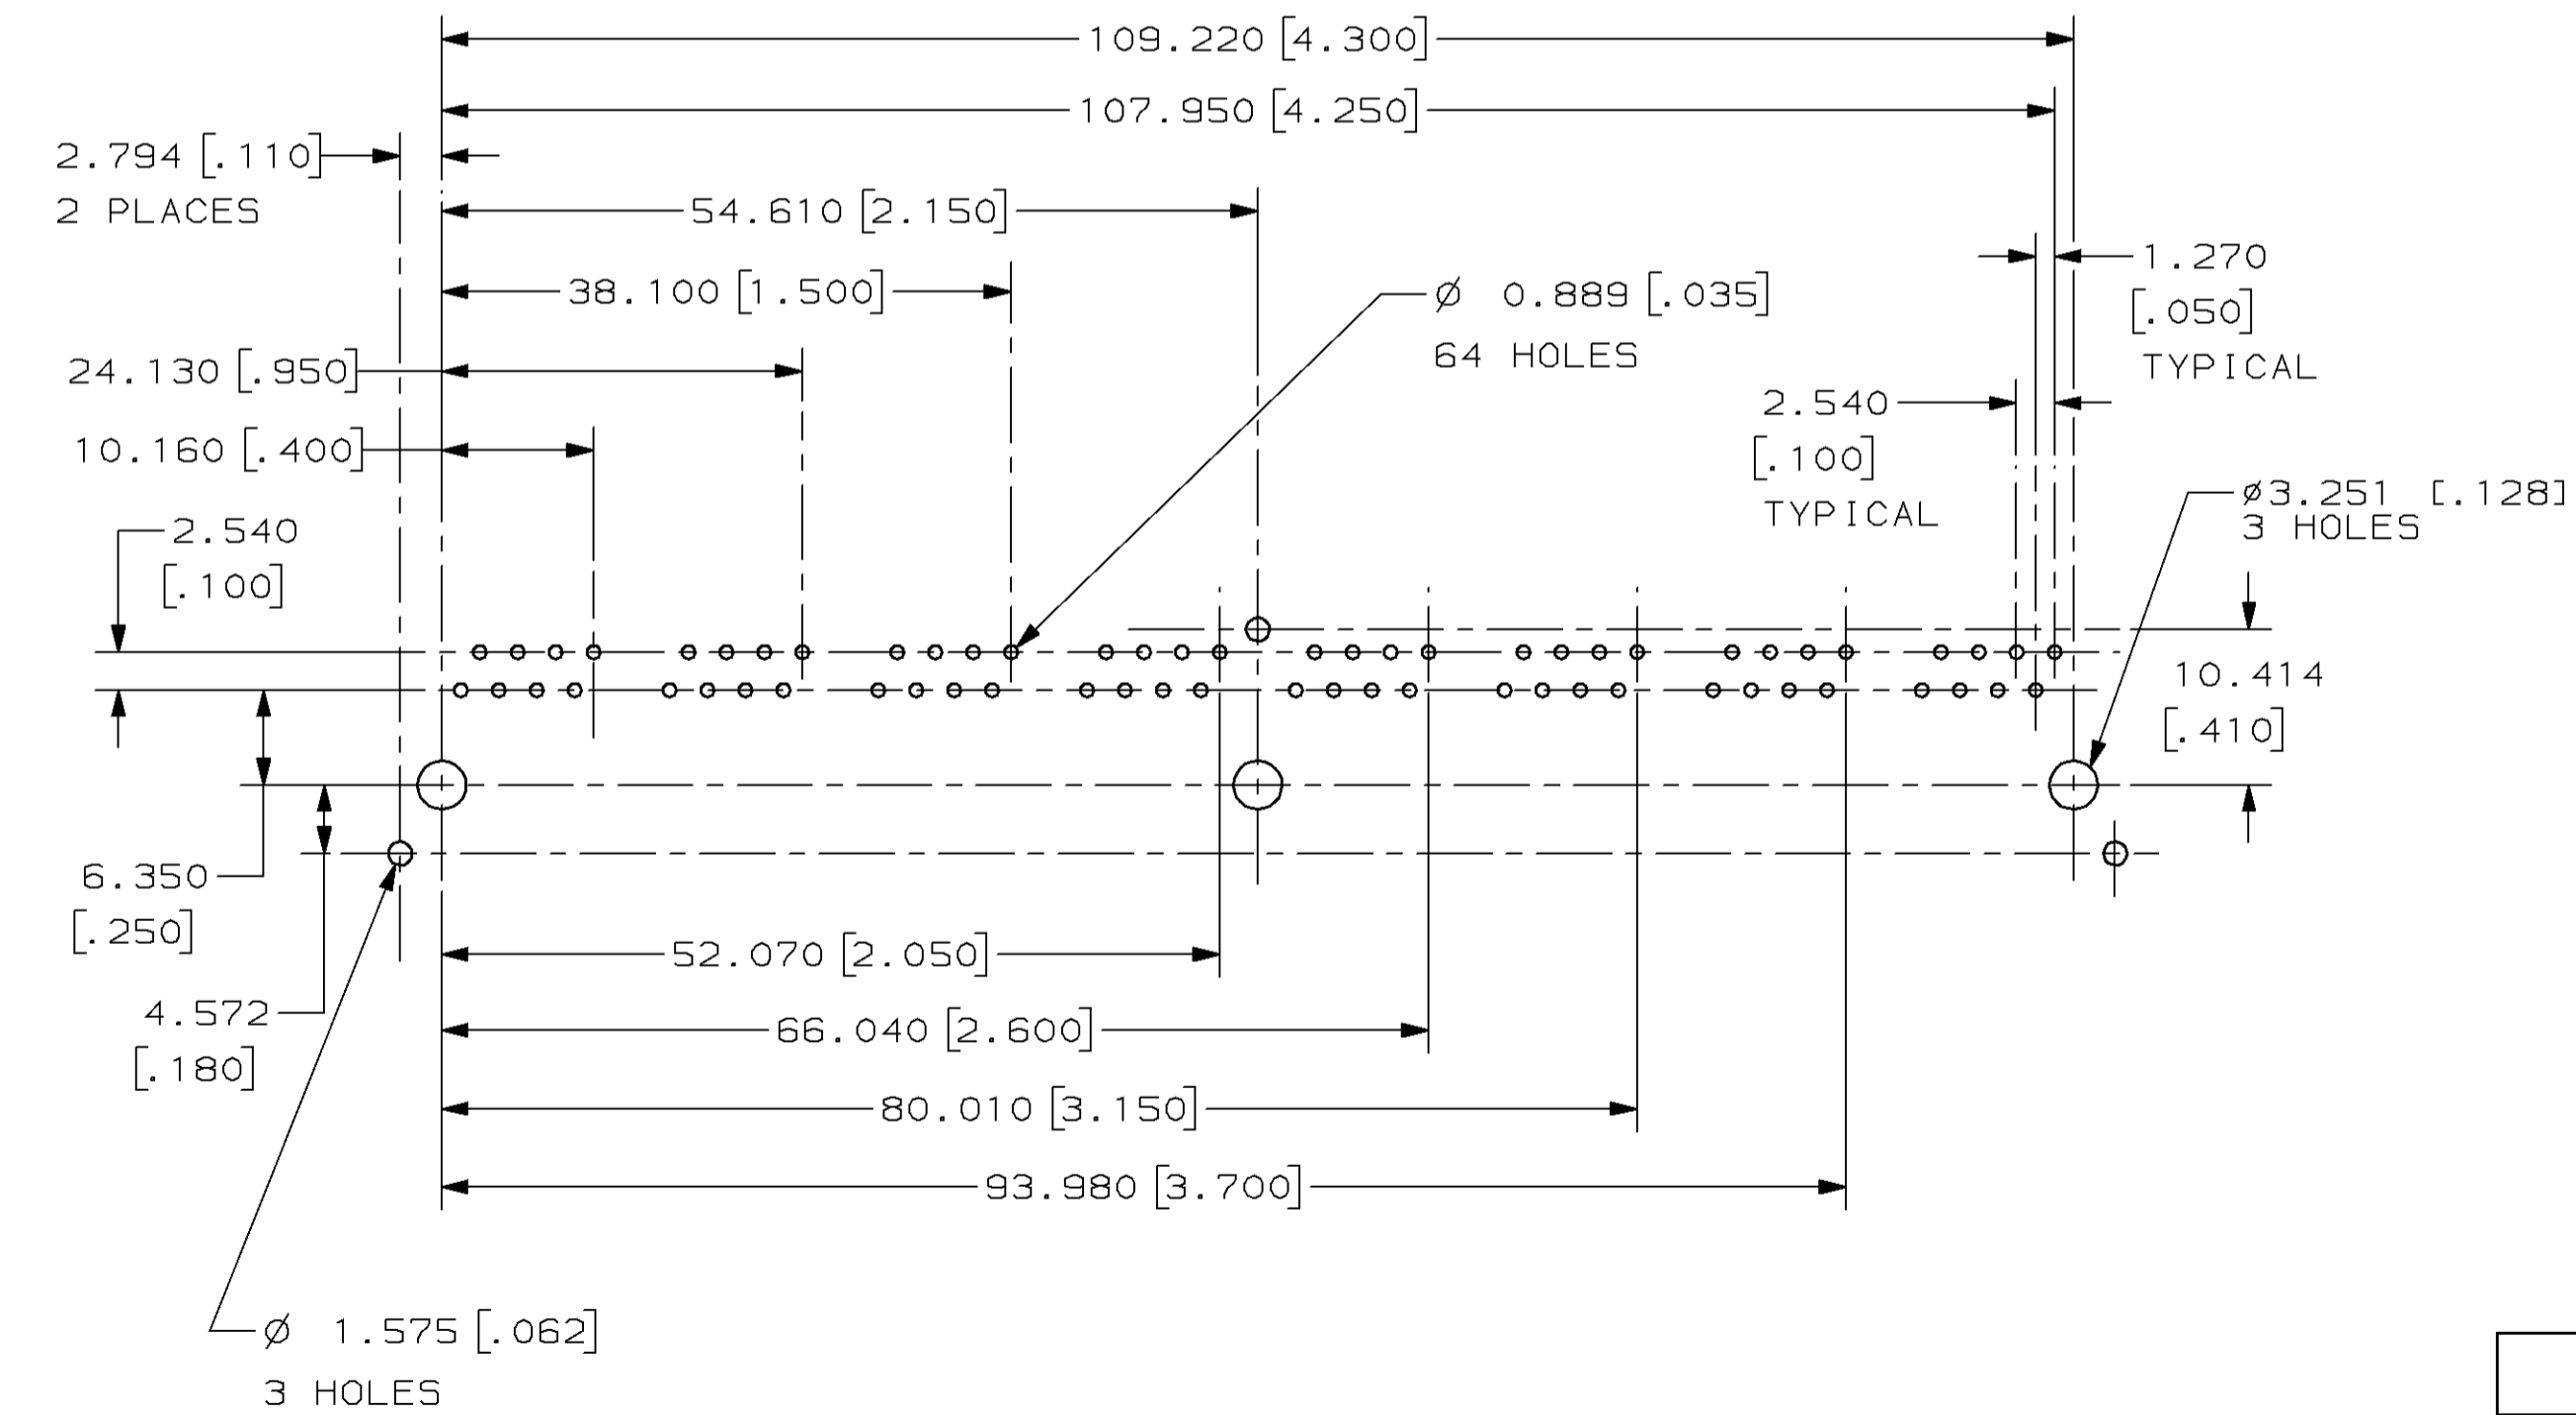 109.220 [4.300]
107.950 [4.250]
2.794 [.110]
2 PLACES
54.610 [2.150]
1.270
[.050]
TYPICAL
38.100 [1.500]
Ø 0.889 [.035]
64 HOLES
24.130 [.950]
2.540
[.100]
TYPICAL
10.160 [.400]
Ø3.251 [.128]
3 HOLES
2.540
[.100]
10.414
[.410]
6.350
[.250]
52.070 [2.050]
4.572
[.180]
66.040 [2.600]
80.010 [3.150]
93.980 [3.700]
Ø 1.575 [.062]
3 HOLES